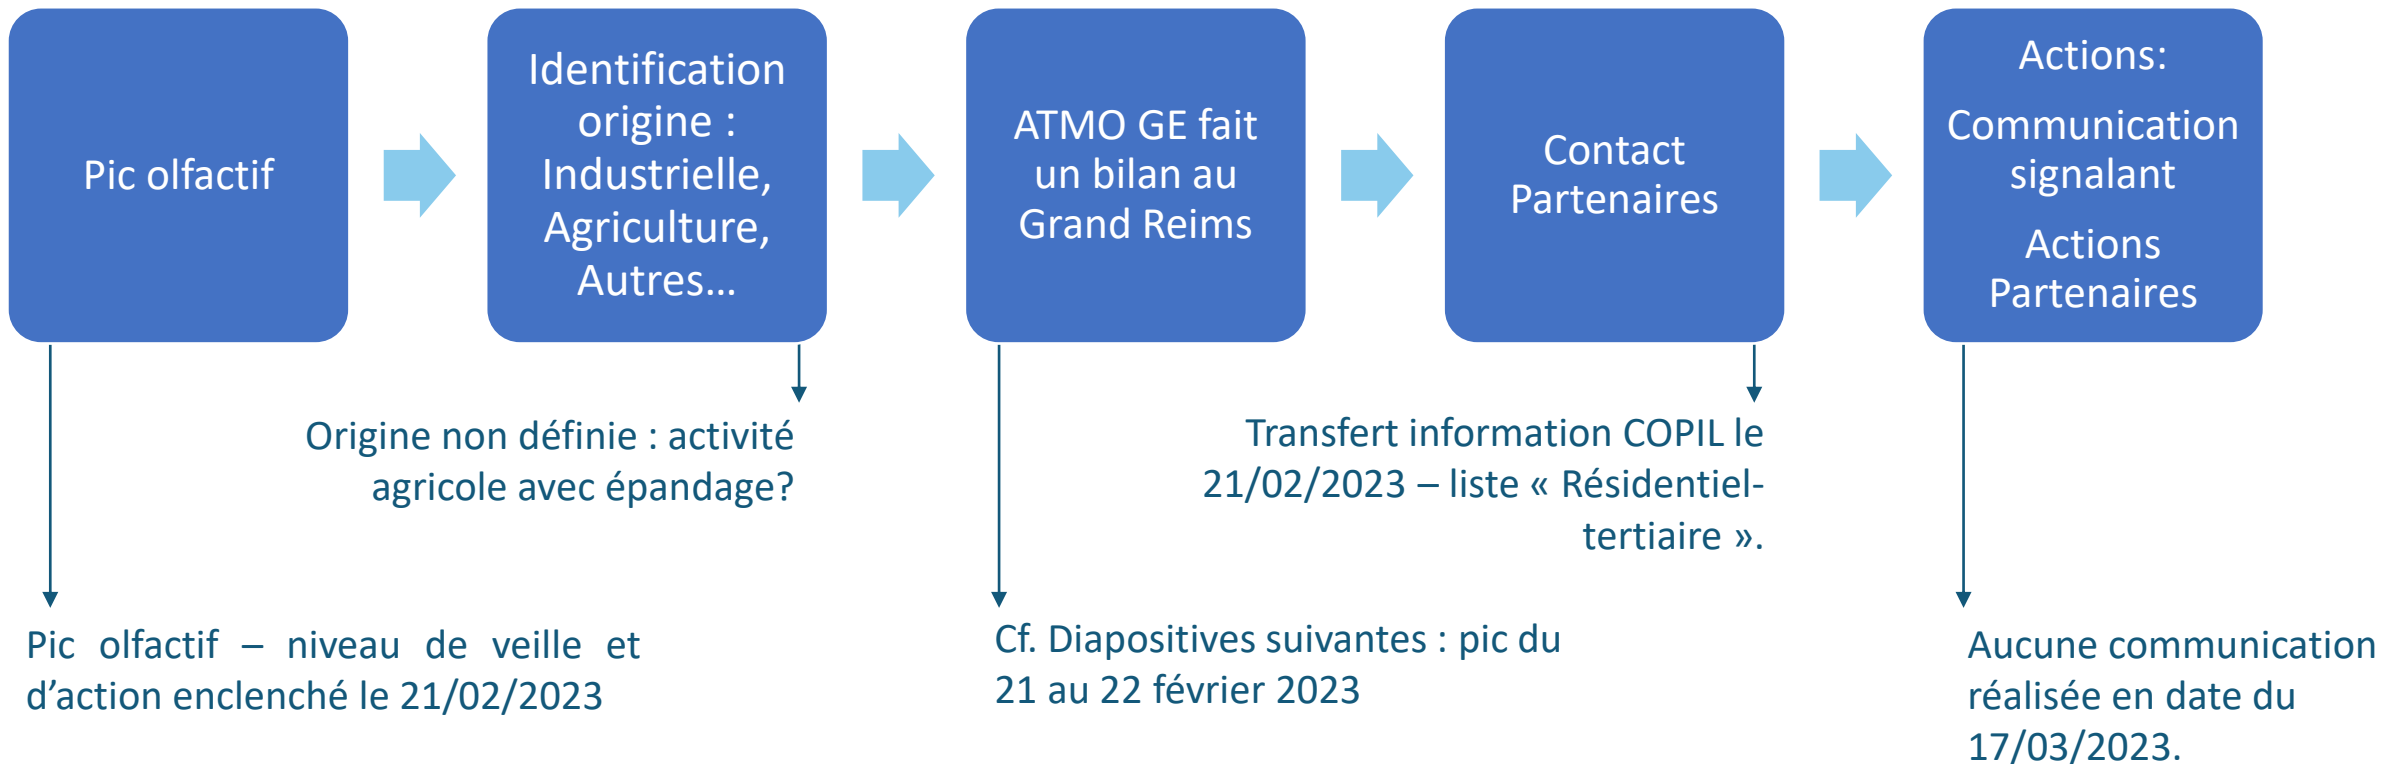 Pic olfactif
Identification
origine :
Industrielle,
Agriculture,
Autres…
ATMO GE fait
un bilan au
Grand Reims
Contact
Partenaires
Actions:
Communication
signalant
Actions
Partenaires
Origine non définie : activité
agricole avec épandage?
Transfert information COPIL le
21/02/2023 – liste « Résidentiel-
tertiaire ».
Pic olfactif – niveau de veille et
d’action enclenché le 21/02/2023
Cf. Diapositives suivantes : pic du
21 au 22 février 2023
Aucune communication
réalisée en date du
17/03/2023.